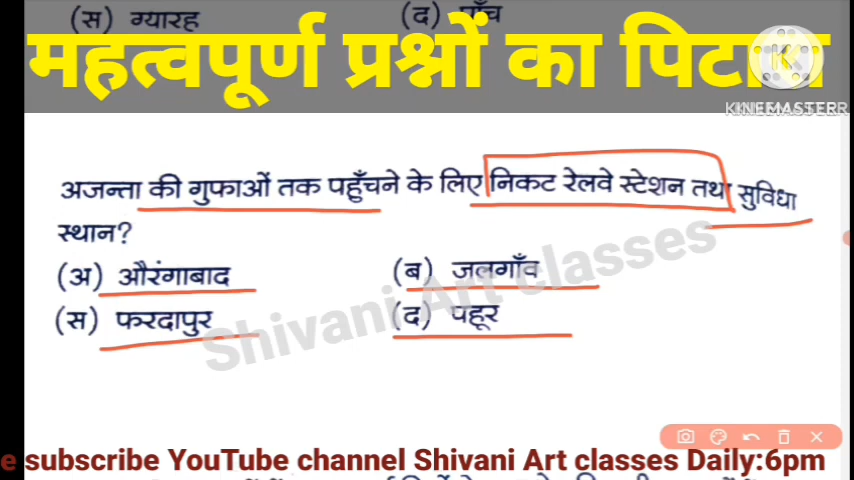 (स) ग्यारह (द) पाँच
महत्वपूर्ण प्रश्नों का पिटारा
KINEMASTER
अजन्ता की गुफाओं तक पहुँचने के लिए निकट रेलवे स्टेशन तथा सुविधा
स्थान?
(अ) औरंगाबाद (ब) जलगाँव
(स) फरदापुर (द) पहूर
Shivani Art classes
e subscribe YouTube channel Shivani Art classes Daily:6pm